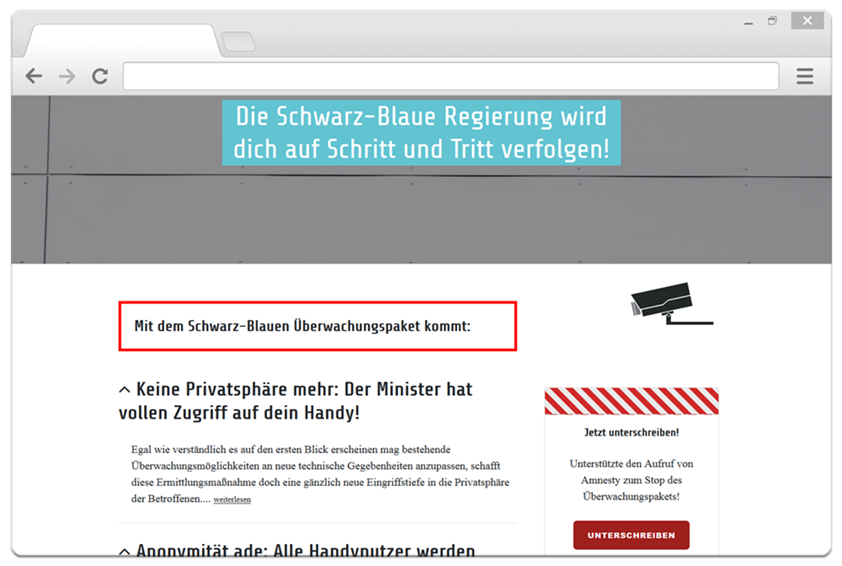 Die Schwarz-Blaue Regierung wird
dich auf Schritt und Tritt verfolgen!
Mit dem Schwarz-Blauen Überwachungspaket kommt:
Keine Privatsphäre mehr: Der Minister hat
vollen Zugriff auf dein Handy!
Egal wie verständlich es auf den ersten Blick erscheinen mag bestehende
Überwachungsmöglichkeiten an neue technische Gegebenheiten anzupassen, schafft
diese Ermittlungsmaßnahme doch eine gänzlich neue Eingriffstiefe in die Privatsphäre
der Betroffenen.... weiterlesen
Anonymität ade: Alle Handynutzer werden
Jetzt unterschreiben!
Unterstützte den Aufruf von
Amnesty zum Stop des
Überwachungspakets!
UNTERSCHREIBEN